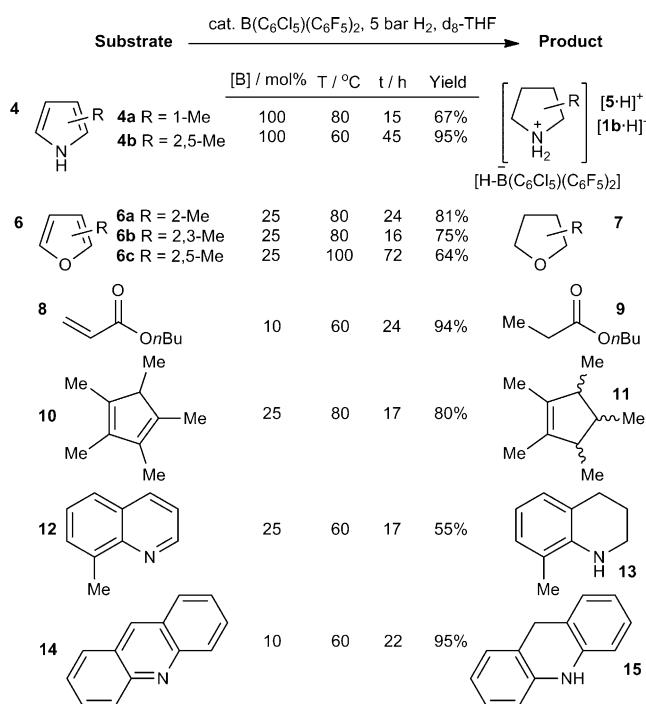 cat. B(C6Cl5)(C6F5)2, 5 bar H2, d8-THF
Substrate Product
[B] / mol% T / °C t / h Yield
4 R N H 4a R = 1-Me 100 80 15 67% R N + H2 [5·H]+
4b R = 2,5-Me 100 60 45 95% [1b·H]-
[H-B(C6Cl5)(C6F5)2]
6 R O 6a R = 2-Me 25 80 24 81% R O 7
6b R = 2,3-Me 25 80 16 75%
6c R = 2,5-Me 25 100 72 64%
8 O OnBu 10 60 24 94% Me O OnBu 9
10 Me Me Me Me Me 25 80 17 80% Me Me Me Me Me 11
12 N Me 25 60 17 55% N H Me 13
14 N 10 60 22 95% NH 15